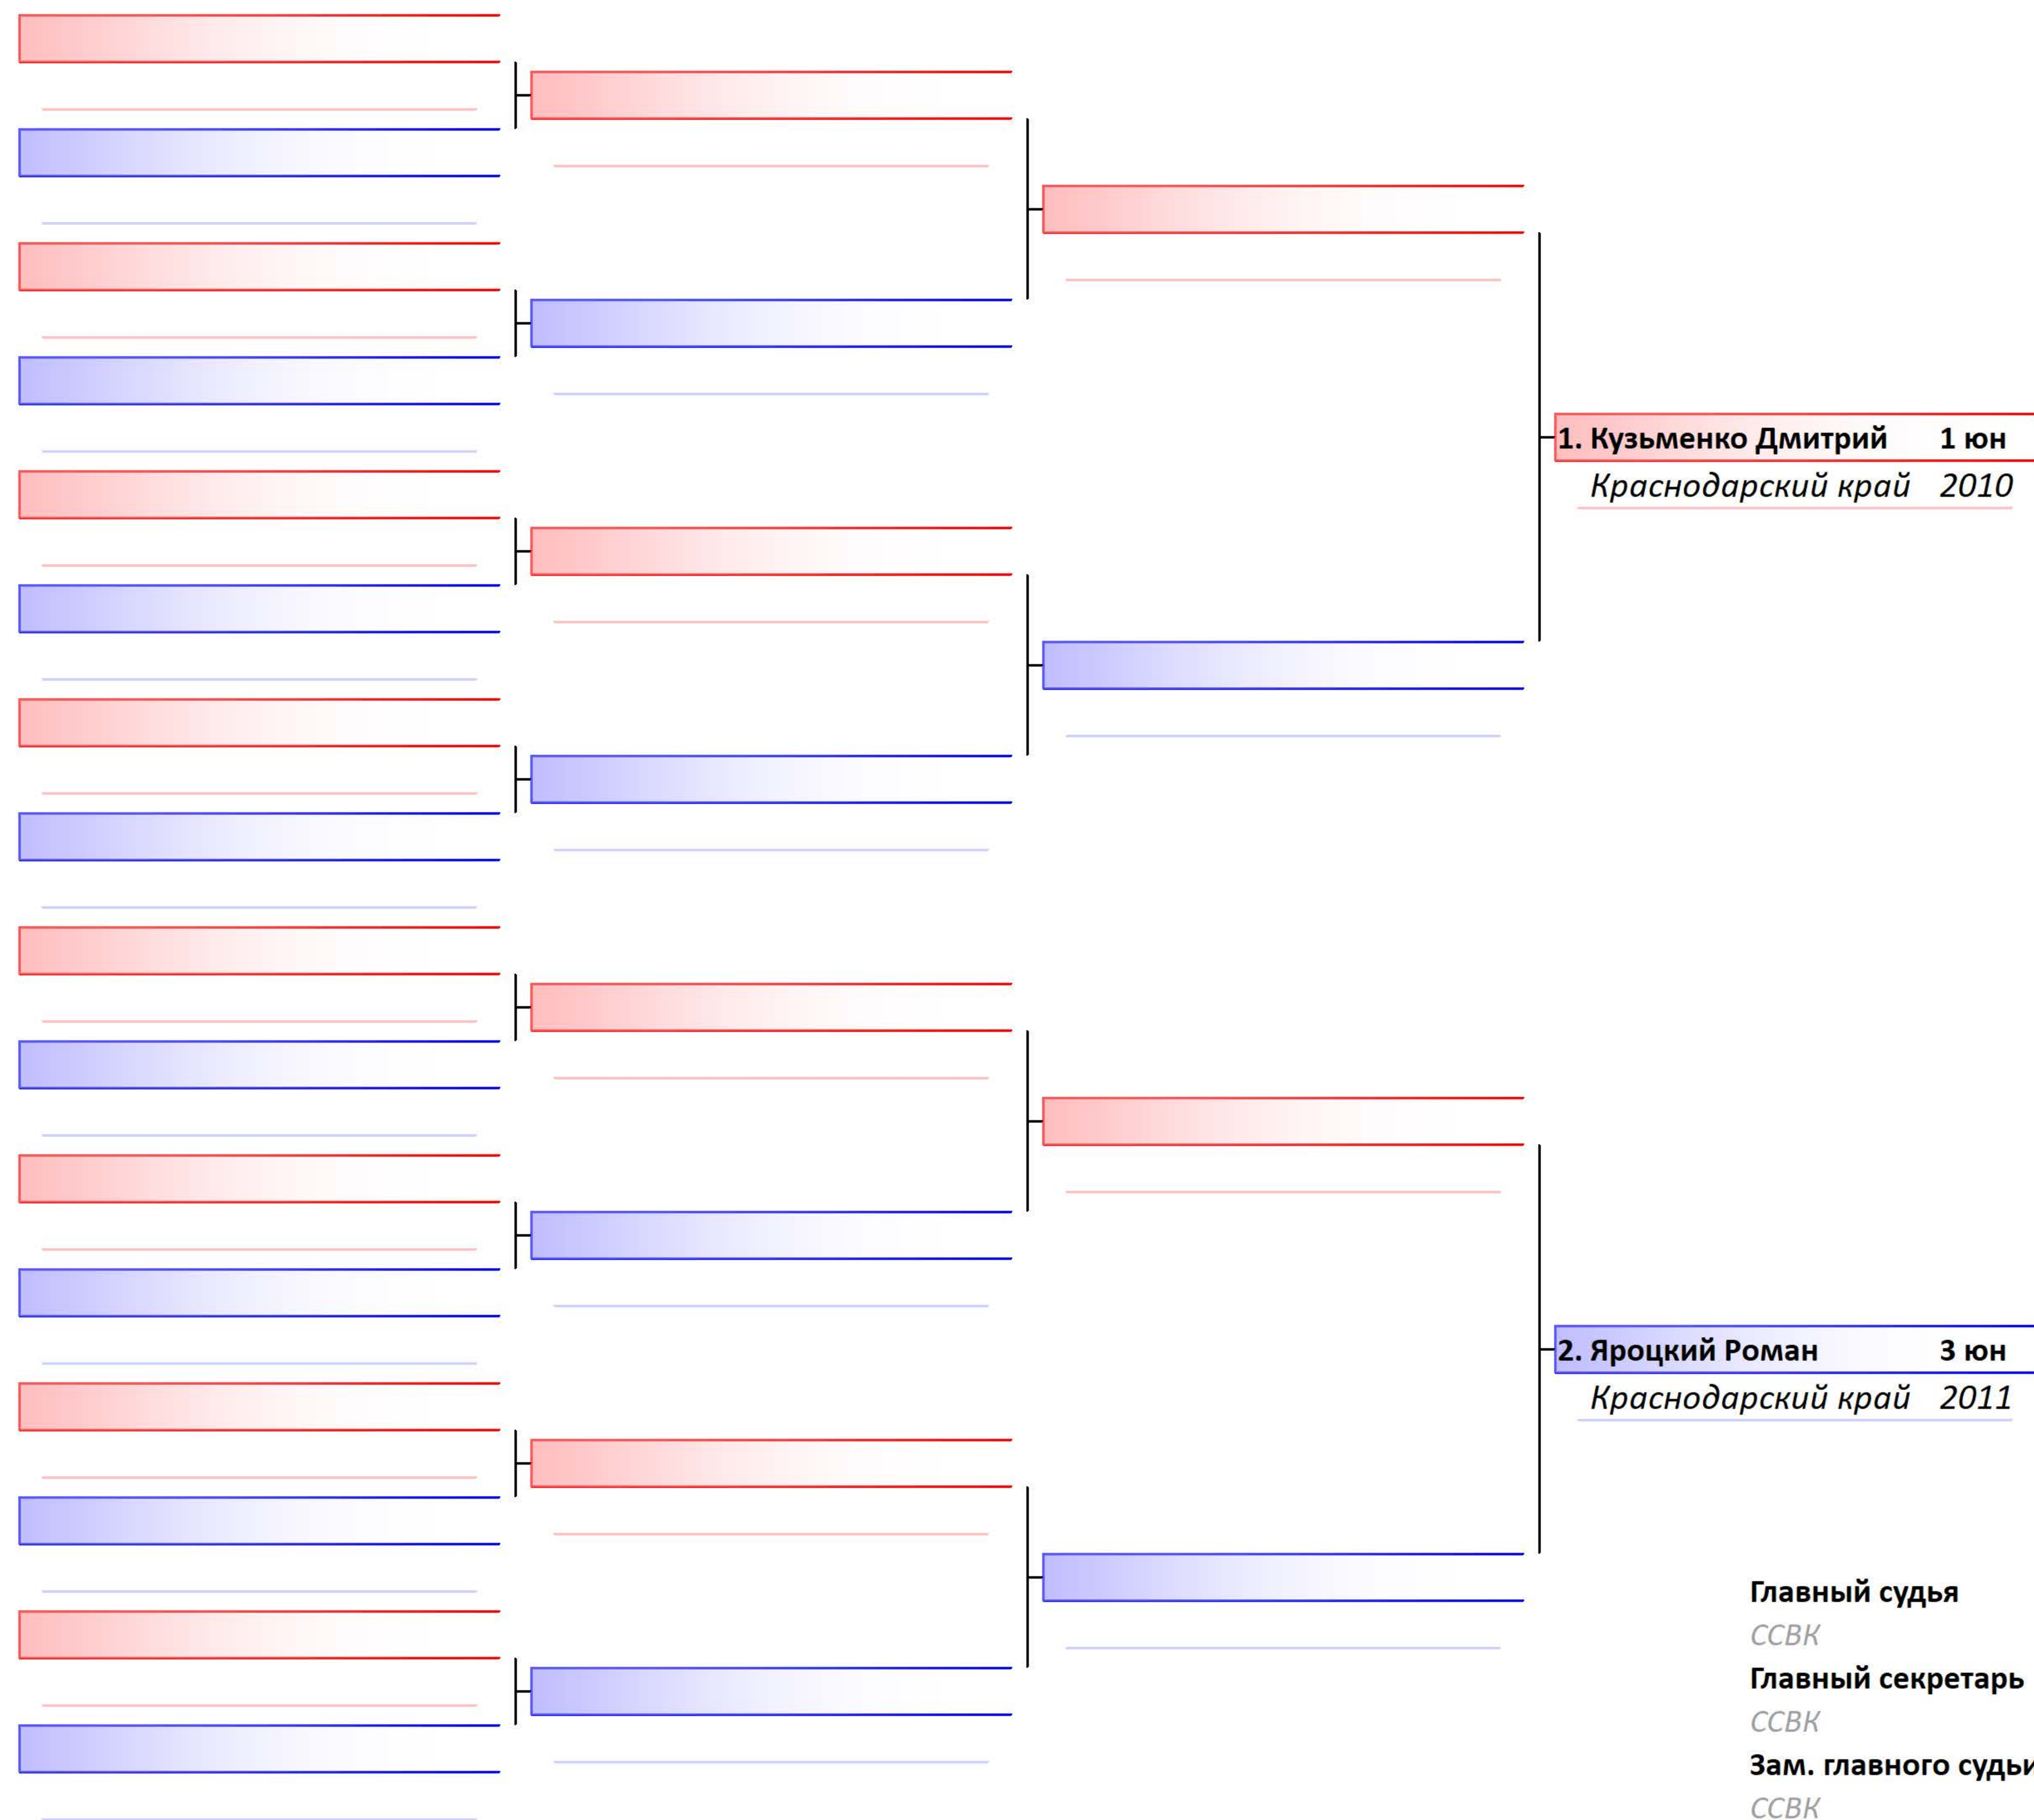 1. Кузьменко Дмитрий 1 юн
Краснодарский край 2010
2. Яроцкий Роман 3 юн
Краснодарский край 2011
Главный судья
ССВК
Главный секретарь
ССВК
Зам. главного судьи
ССВК